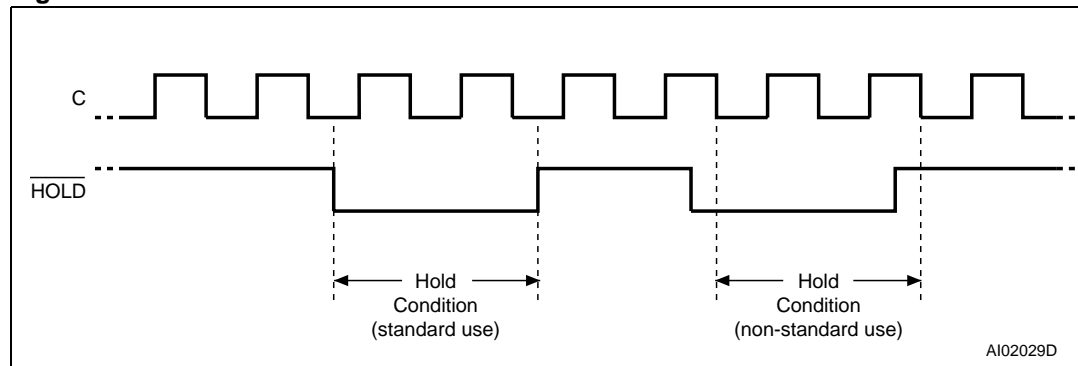 C
HOLD
Hold
Condition
(standard use)
Hold
Condition
(non-standard use)
AI02029D